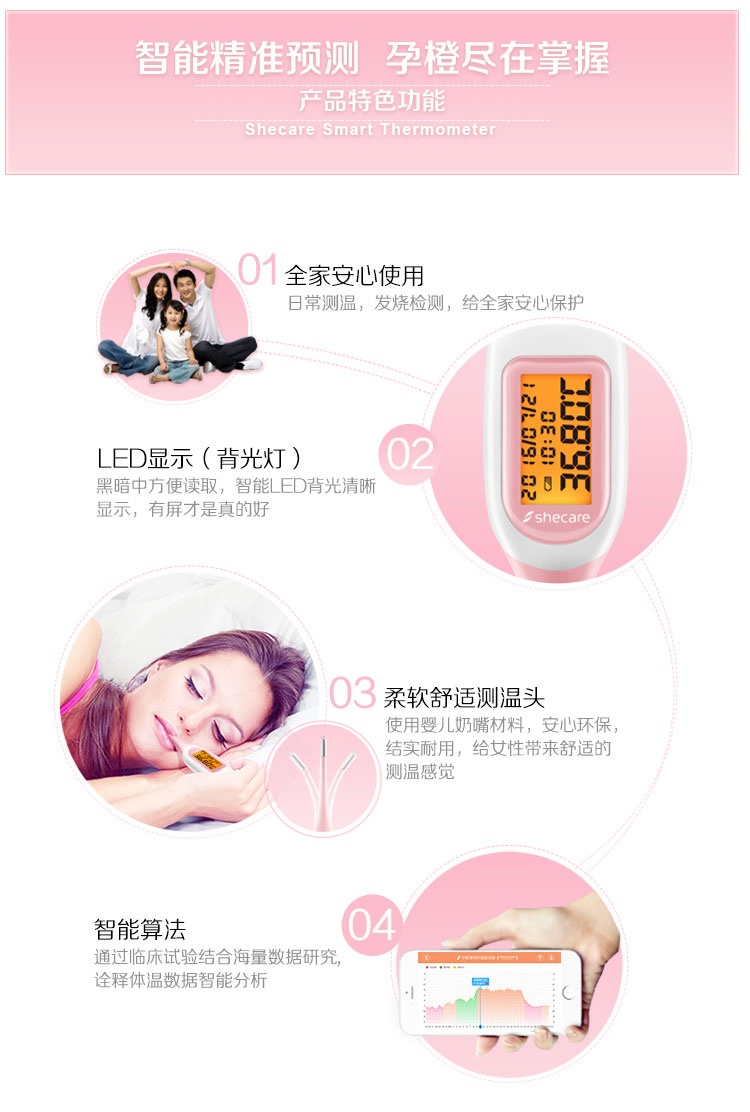 智能精准预测 孕橙尽在掌握
产品特色功能
Shecare Smart Thermometer
01 全家安心使用
日常测温，发烧检测，给全家安心保护
2016/07/21
10:30
36.80℃
shecare
02
LED显示（背光灯）
黑暗中方便读取，智能LED背光清晰
显示，有屏才是真的好
03 柔软舒适测温头
使用婴儿奶嘴材料，安心环保，
结实耐用，给女性带来舒适的
测温感觉
04
智能算法
通过临床试验结合海量数据研究，
诠释体温数据智能分析